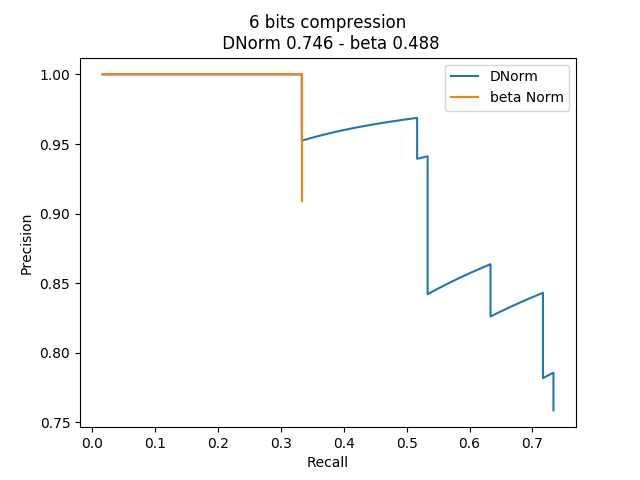 6 bits compression
DNorm 0.746 - beta 0.488
DNorm
beta Norm
Precision
1.00
0.95
0.90
0.85
0.80
0.75
0.0 0.1 0.2 0.3 0.4 0.5 0.6 0.7
Recall